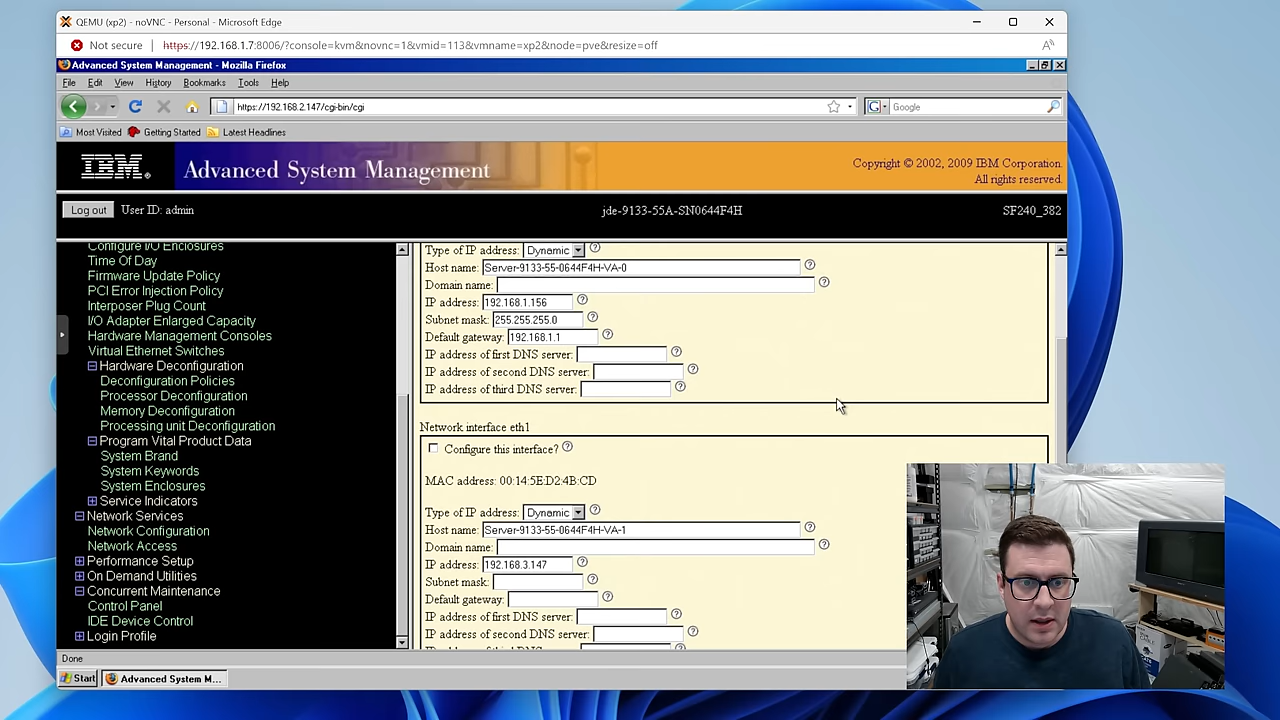 QEMU (xp2) - noVNC - Personal - Microsoft Edge
Not secure | https://192.168.1.7:8006/?console=kvm&novnc=1&vmid=113&vmname=xp2&node=pve&resize=off
Advanced System Management - Mozilla Firefox
File Edit View History Bookmarks Tools Help
https://192.168.2.147/cgi-bin/cgi
G Google
Most Visited Getting Started Latest Headlines
IBM Advanced System Management
Copyright © 2002, 2009 IBM Corporation.
All rights reserved.
Log out User ID: admin jde-9133-55A-SN0644F4H SF240_382
Configure I/O Enclosures
Time Of Day
Firmware Update Policy
PCI Error Injection Policy
Interposer Plug Count
I/O Adapter Enlarged Capacity
Hardware Management Consoles
Virtual Ethernet Switches
Hardware Deconfiguration
Deconfiguration Policies
Processor Deconfiguration
Memory Deconfiguration
Processing unit Deconfiguration
Program Vital Product Data
System Brand
System Keywords
System Enclosures
Service Indicators
Network Services
Network Configuration
Network Access
Performance Setup
On Demand Utilities
Concurrent Maintenance
Control Panel
IDE Device Control
Login Profile
Type of IP address: Dynamic
Host name: Server-9133-55-0644F4H-VA-0
Domain name:
IP address: 192.168.1.156
Subnet mask: 255.255.255.0
Default gateway: 192.168.1.1
IP address of first DNS server:
IP address of second DNS server:
IP address of third DNS server:
Network interface eth1
Configure this interface?
MAC address: 00:14:5E:D2:4B:CD
Type of IP address: Dynamic
Host name: Server-9133-55-0644F4H-VA-1
Domain name:
IP address: 192.168.3.147
Subnet mask:
Default gateway:
IP address of first DNS server:
IP address of second DNS server:
Done
Start Advanced System M...